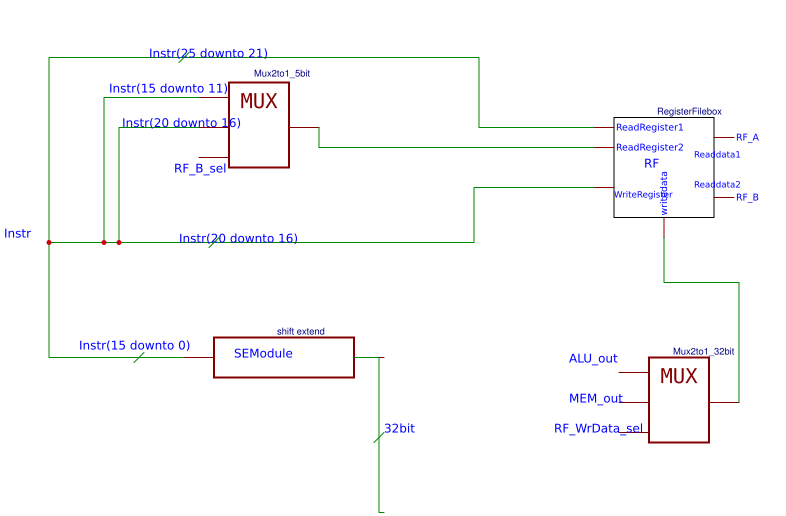 Instr(25 downto 21)
Mux2to1_5bit
Instr(15 downto 11)
MUX
Instr(20 downto 16)
RF_B_sel
RegisterFilebox
ReadRegister1
RF_A
ReadRegister2
Readdata1
RF
Readdata2
WriteRegister
writedata
RF_B
Instr
Instr(20 downto 16)
shift extend
Instr(15 downto 0)
SEModule
Mux2to1_32bit
ALU_out
MUX
MEM_out
RF_WrData_sel
32bit